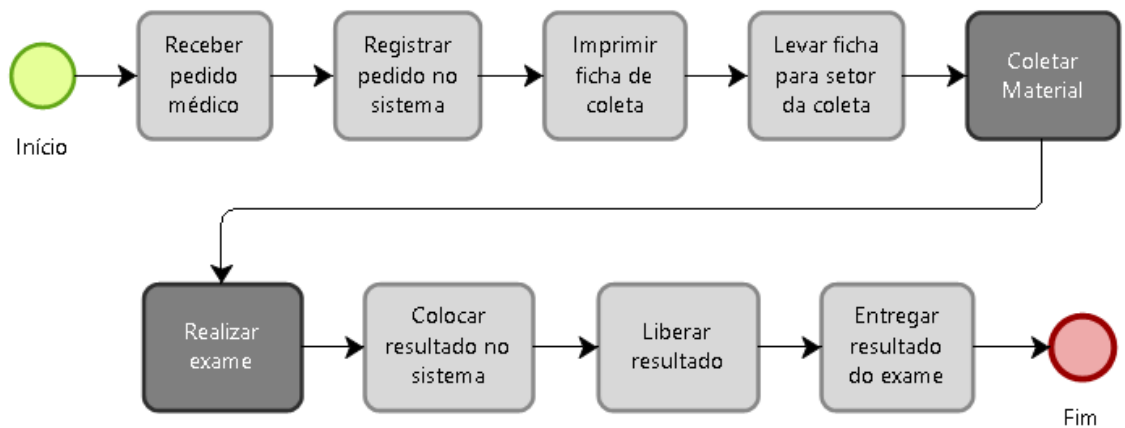 Receber
pedido
médico
Registrar
pedido no
sistema
Imprimir
ficha de
coleta
Levar ficha
para setor
da coleta
Coletar
Material
Início
Realizar
exame
Colocar
resultado no
sistema
Liberar
resultado
Entregar
resultado
do exame
Fim